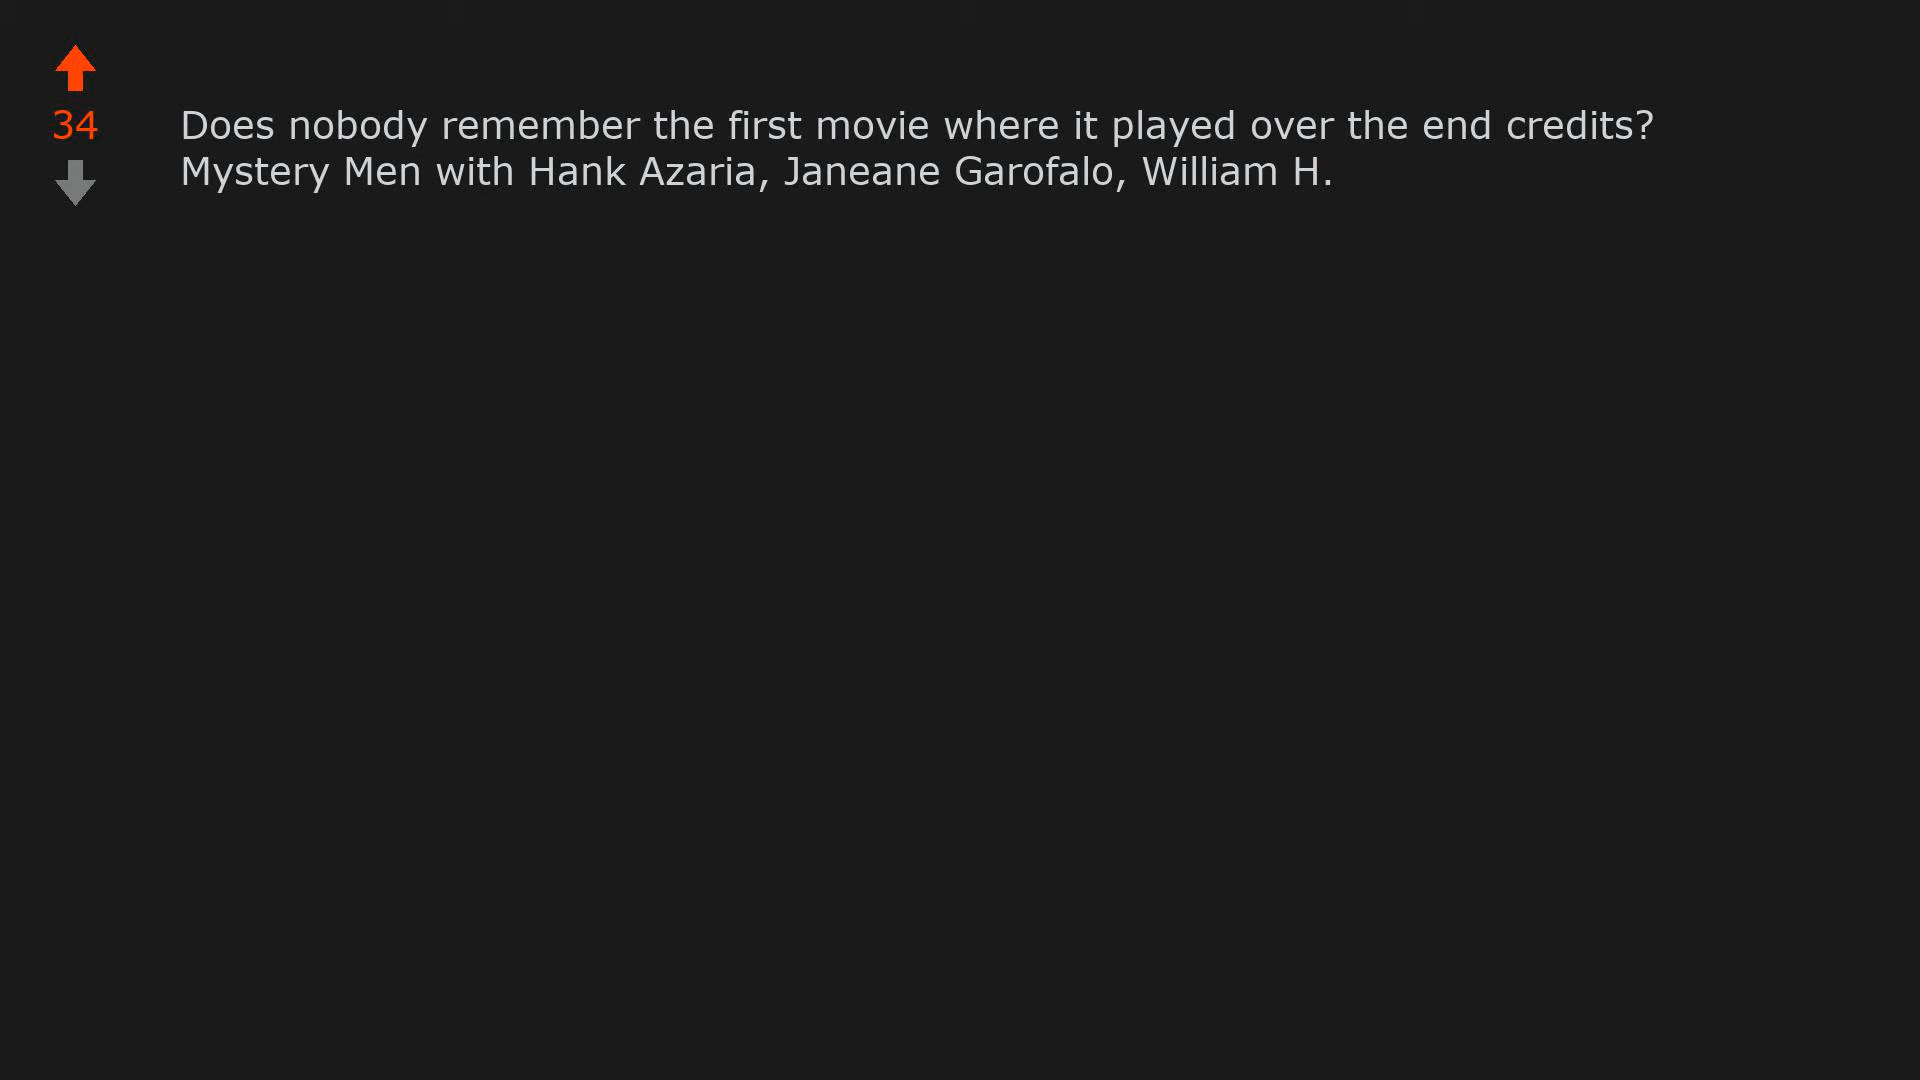 34
Does nobody remember the first movie where it played over the end credits?
Mystery Men with Hank Azaria, Janeane Garofalo, William H.